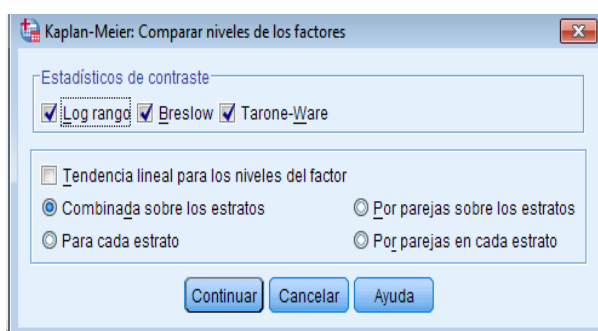 Kaplan-Meier: Comparar niveles de los factores
Estadísticos de contraste
Log rango Breslow Tarone-Ware
Tendencia lineal para los niveles del factor
Combinada sobre los estratos Por parejas sobre los estratos
Para cada estrato Por parejas en cada estrato
Continuar Cancelar Ayuda